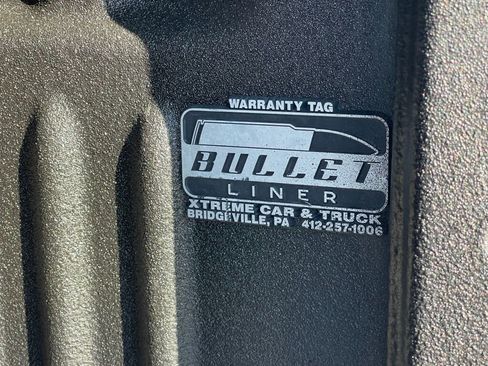 WARRANTY TAG
BULLET
LINER
XTREME CAR & TRUCK
BRIDGEVILLE, PA 412-257-1006